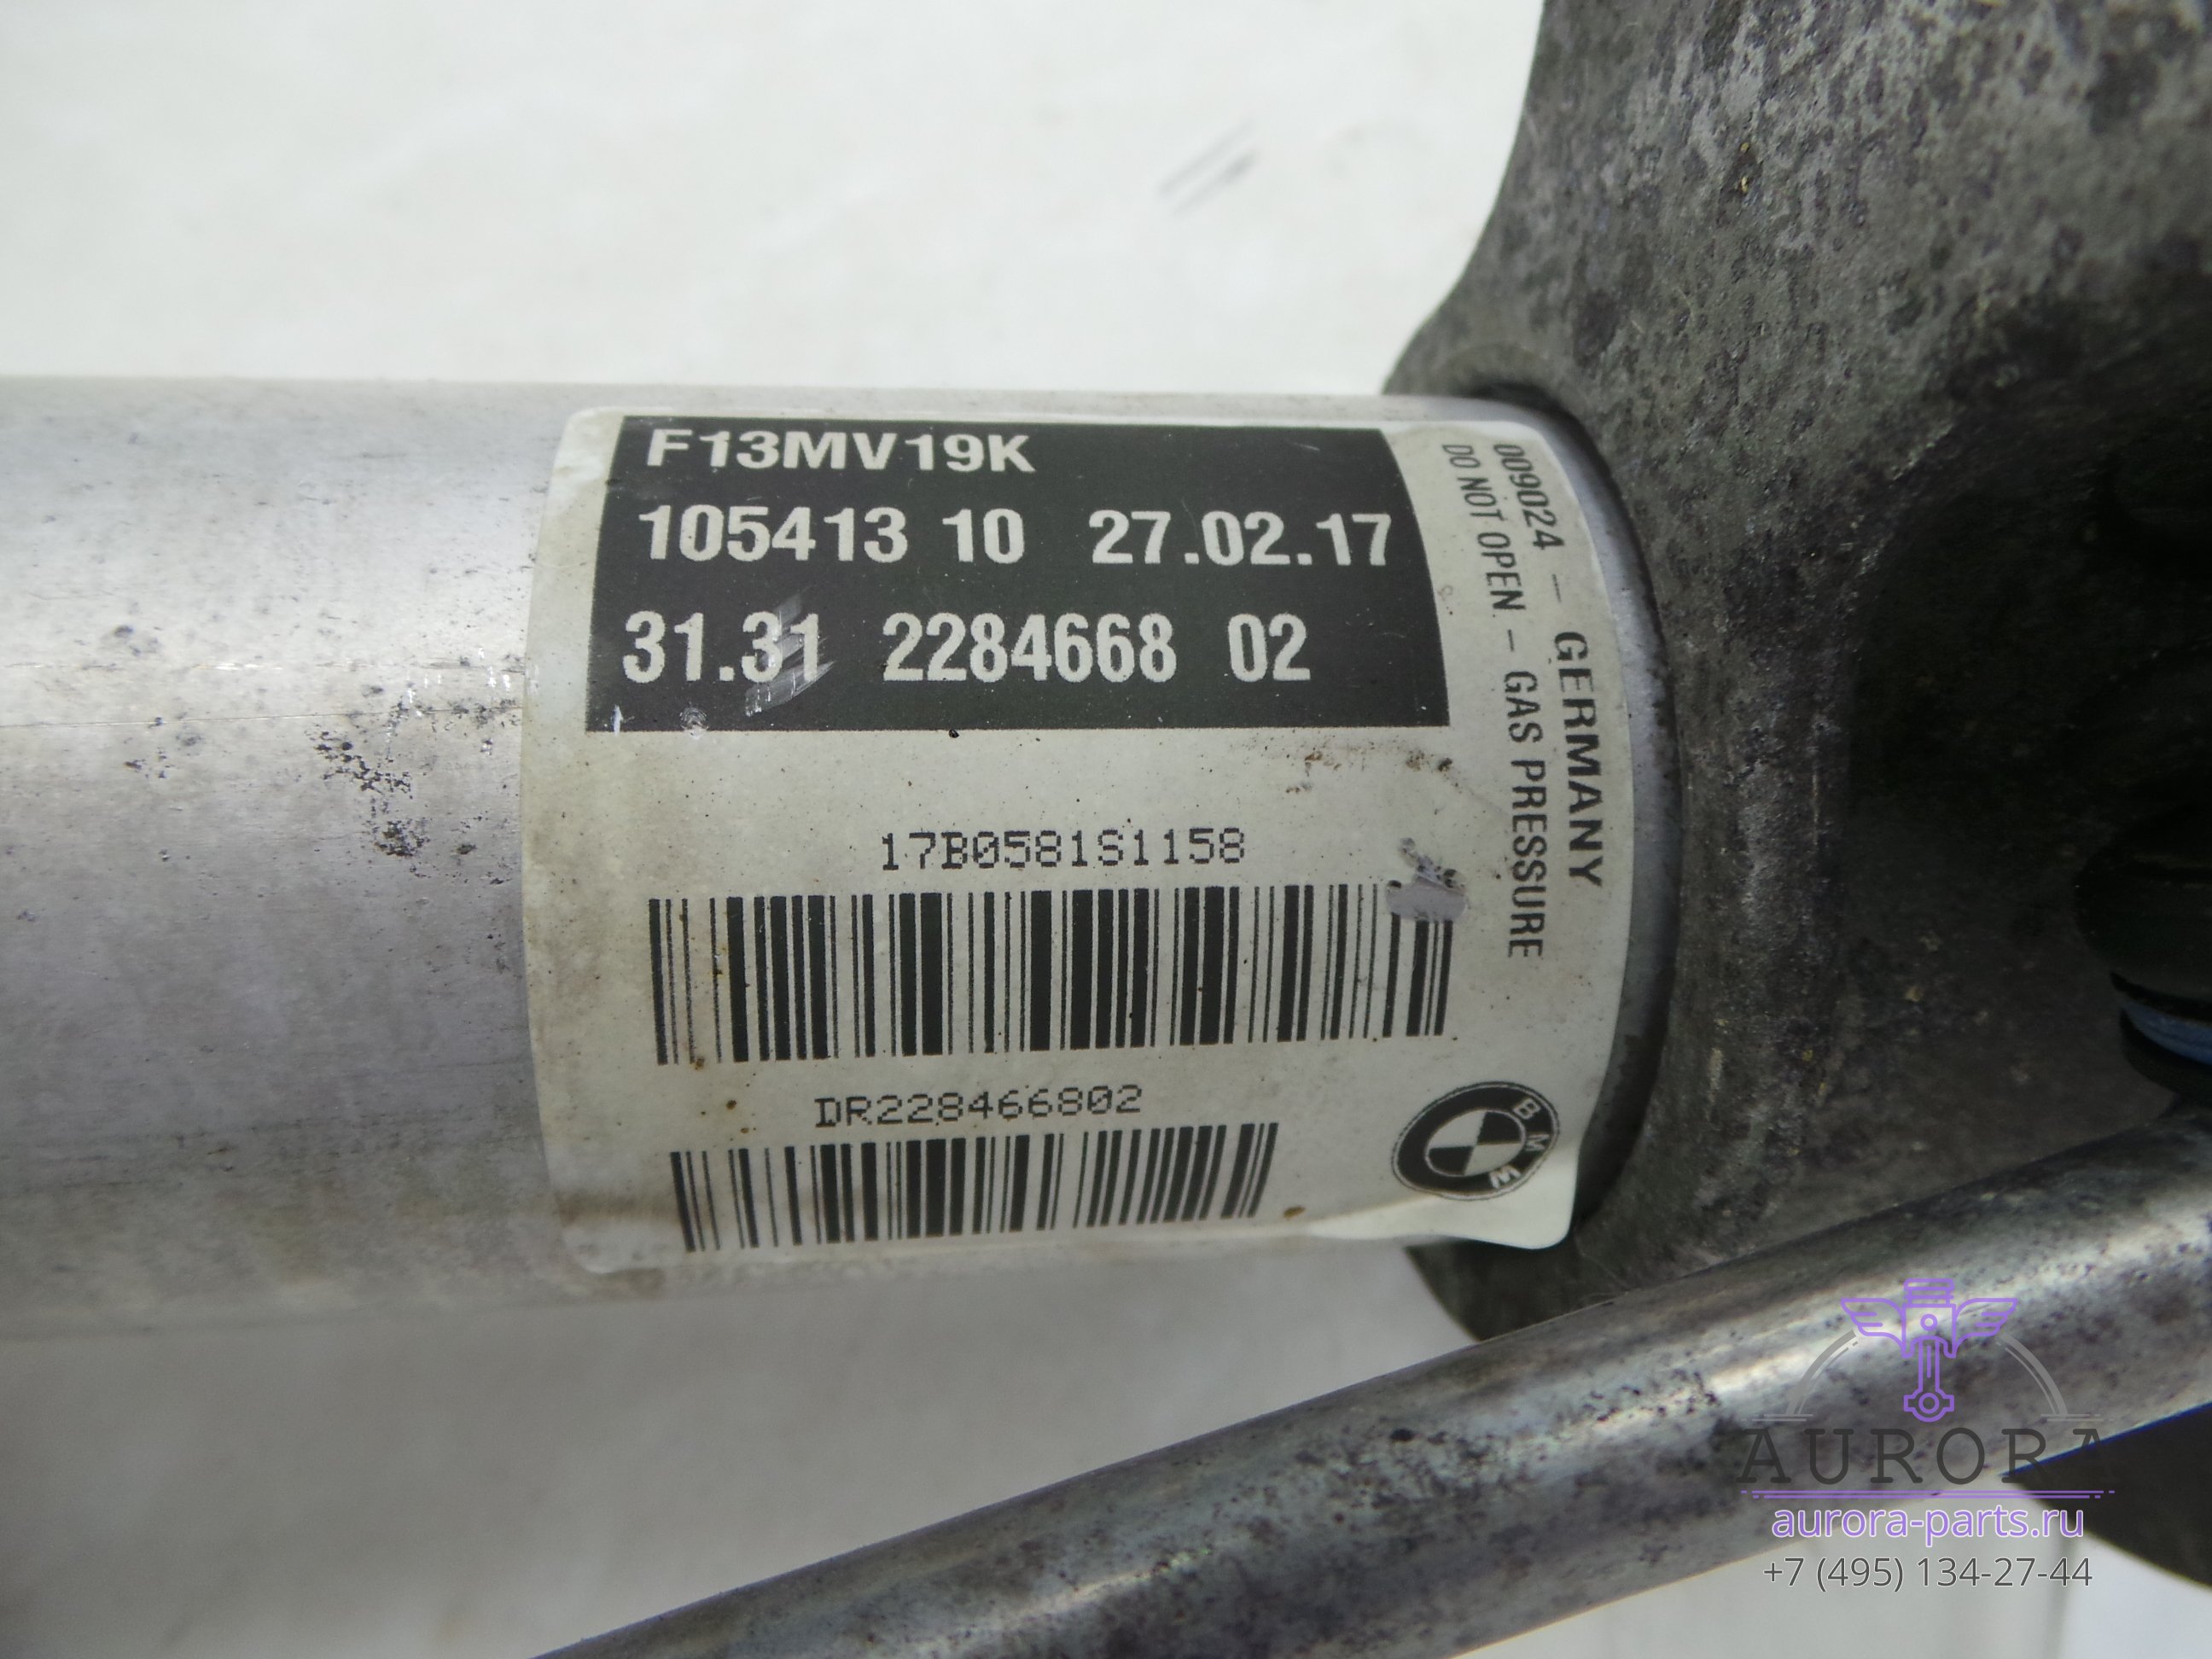 F13MV19K
105413 10 27.02.17
31.31 2284668 02
009024 – GERMANY
DO NOT OPEN. – GAS PRESSURE
17B0581S1158
DR228466802
BMW
AURORA
aurora-parts.ru
+7 (495) 134-27-44